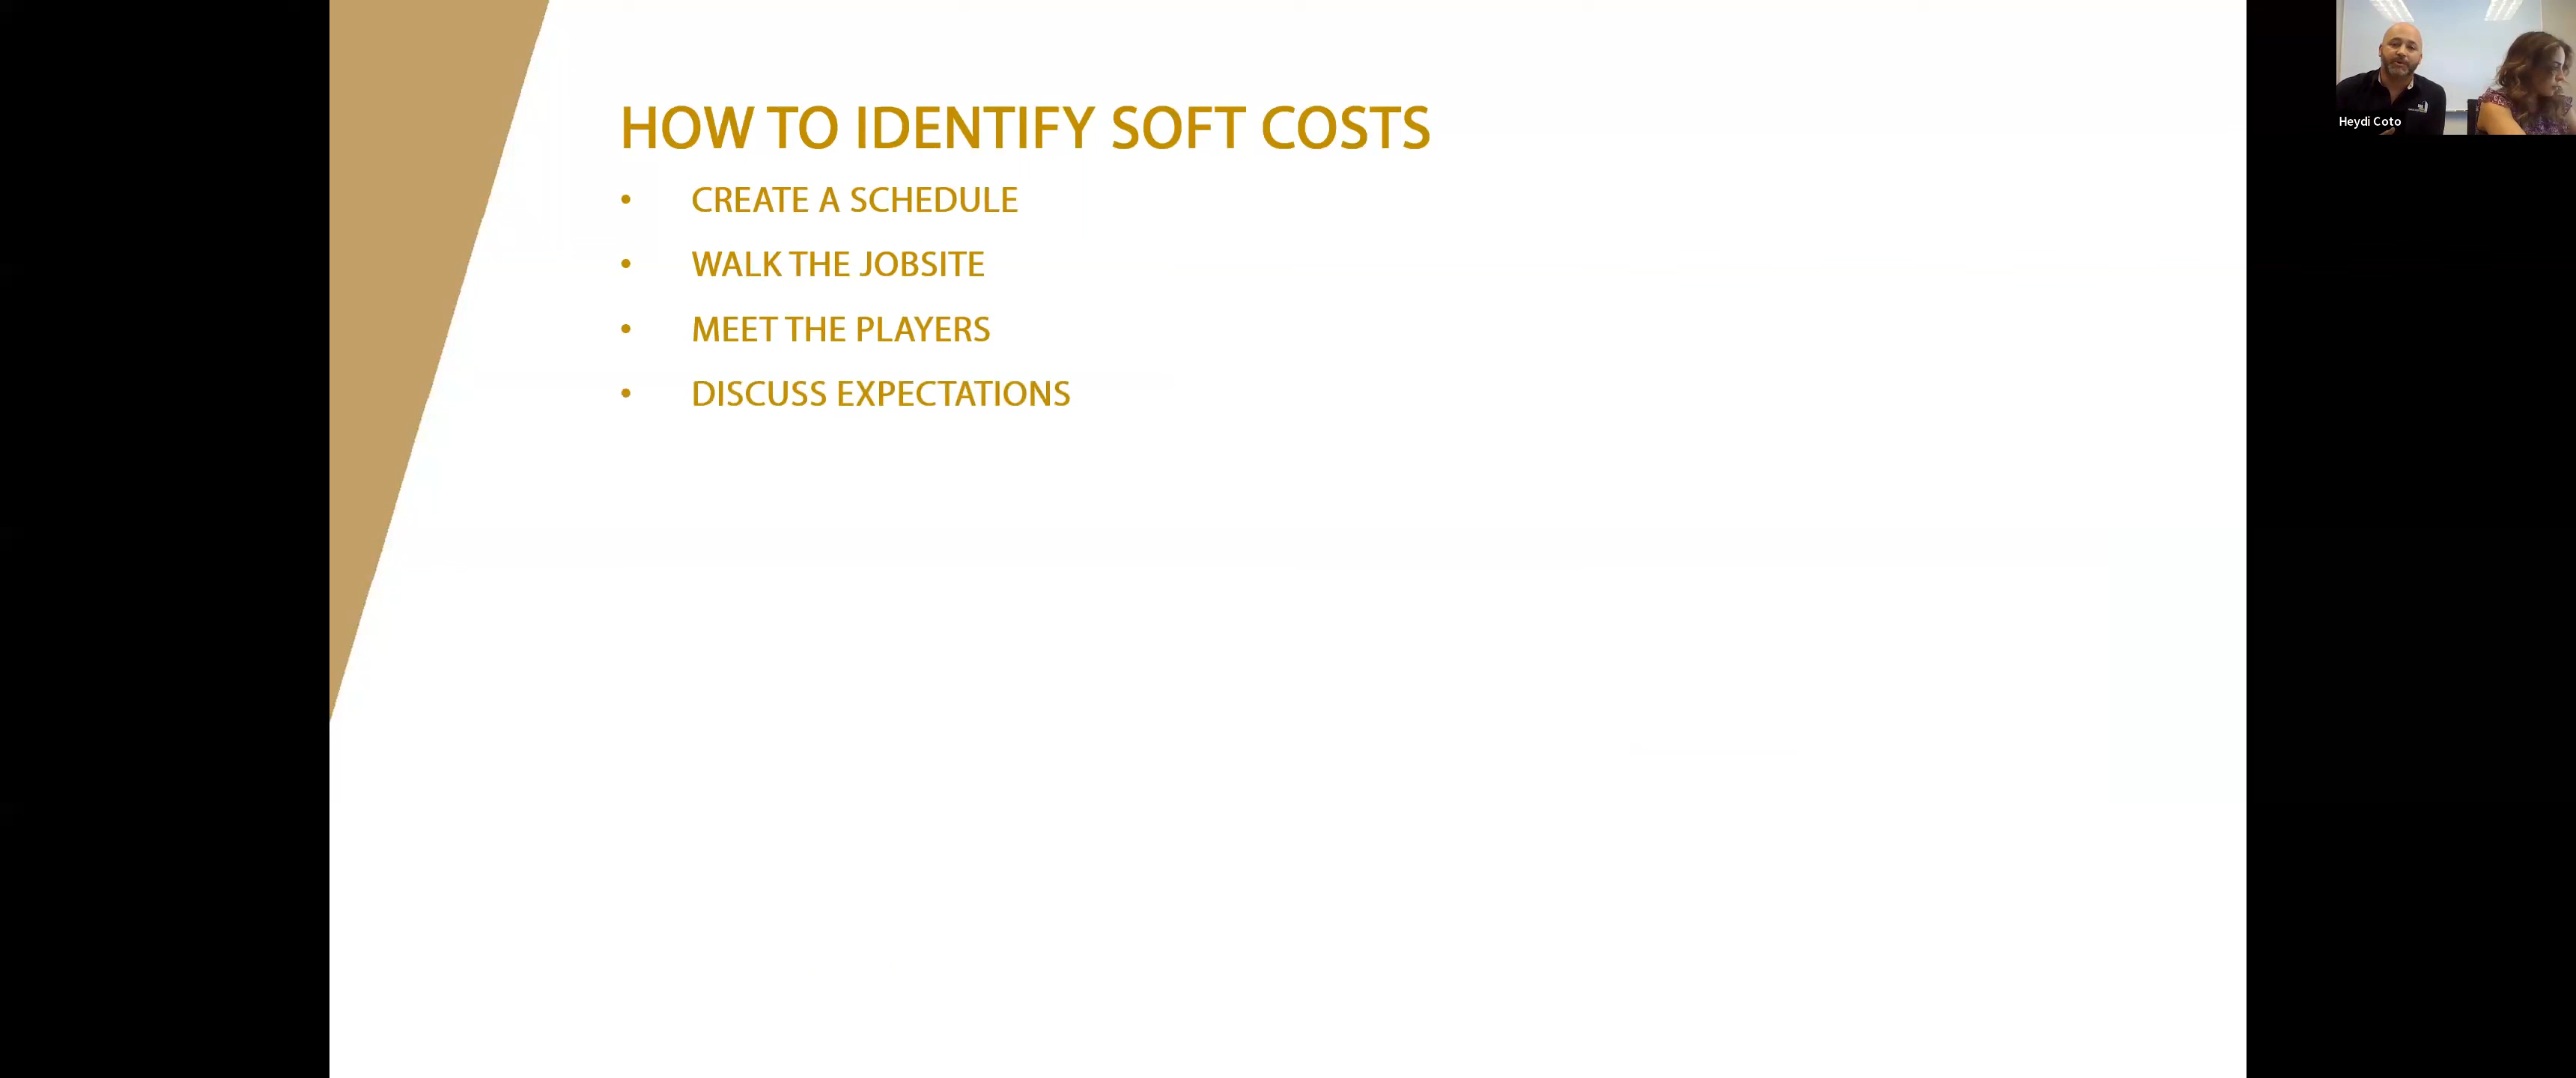 HOW TO IDENTIFY SOFT COSTS
• CREATE A SCHEDULE
• WALK THE JOBSITE
• MEET THE PLAYERS
• DISCUSS EXPECTATIONS
Heydi Coto